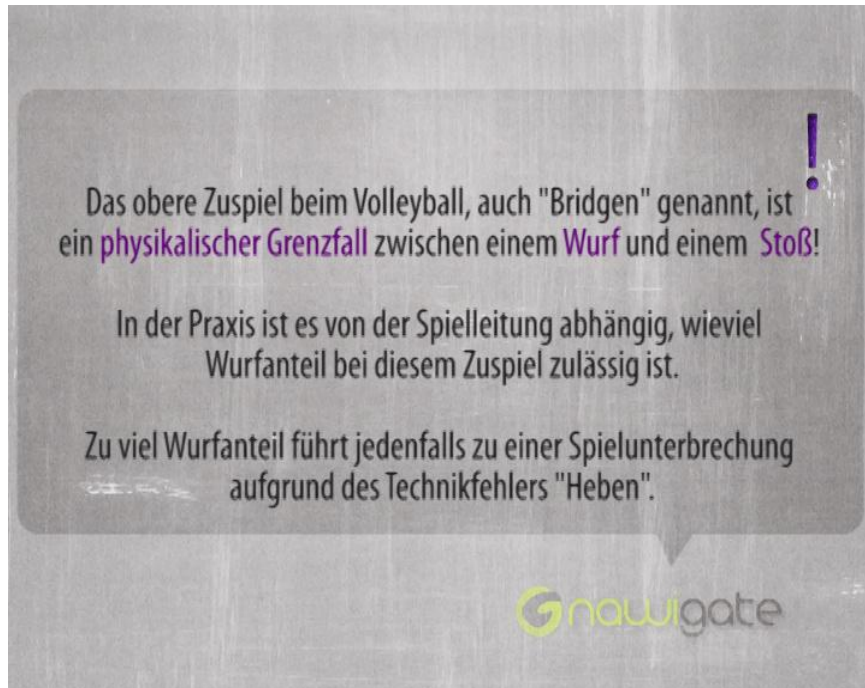 !
Das obere Zuspiel beim Volleyball, auch "Bridgen" genannt, ist
ein physikalischer Grenzfall zwischen einem Wurf und einem Stoß!
In der Praxis ist es von der Spielleitung abhängig, wieviel
Wurfanteil bei diesem Zuspiel zulässig ist.
Zu viel Wurfanteil führt jedenfalls zu einer Spielunterbrechung
aufgrund des Technikfehlers "Heben".
nawigate